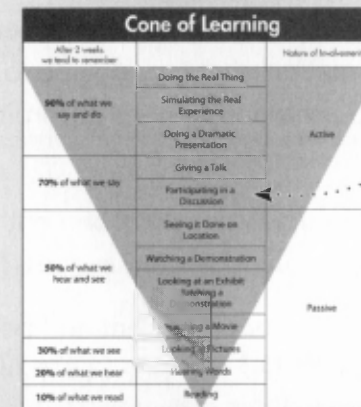 Cone of Learning
After 2 weeks
we tend to remember
Nature of Involvement
90% of what we
say and do
Doing the Real Thing
Simulating the Real
Experience
Doing a Dramatic
Presentation
Active
70% of what we say
Giving a Talk
Participating in a
Discussion
50% of what we
hear and see
Seeing it Done on
Location
Watching a Demonstration
Looking at an Exhibit
Watching a
Demonstration
a Movie
Passive
30% of what we see
Looking at Pictures
20% of what we hear
Hearing Words
10% of what we read
Reading